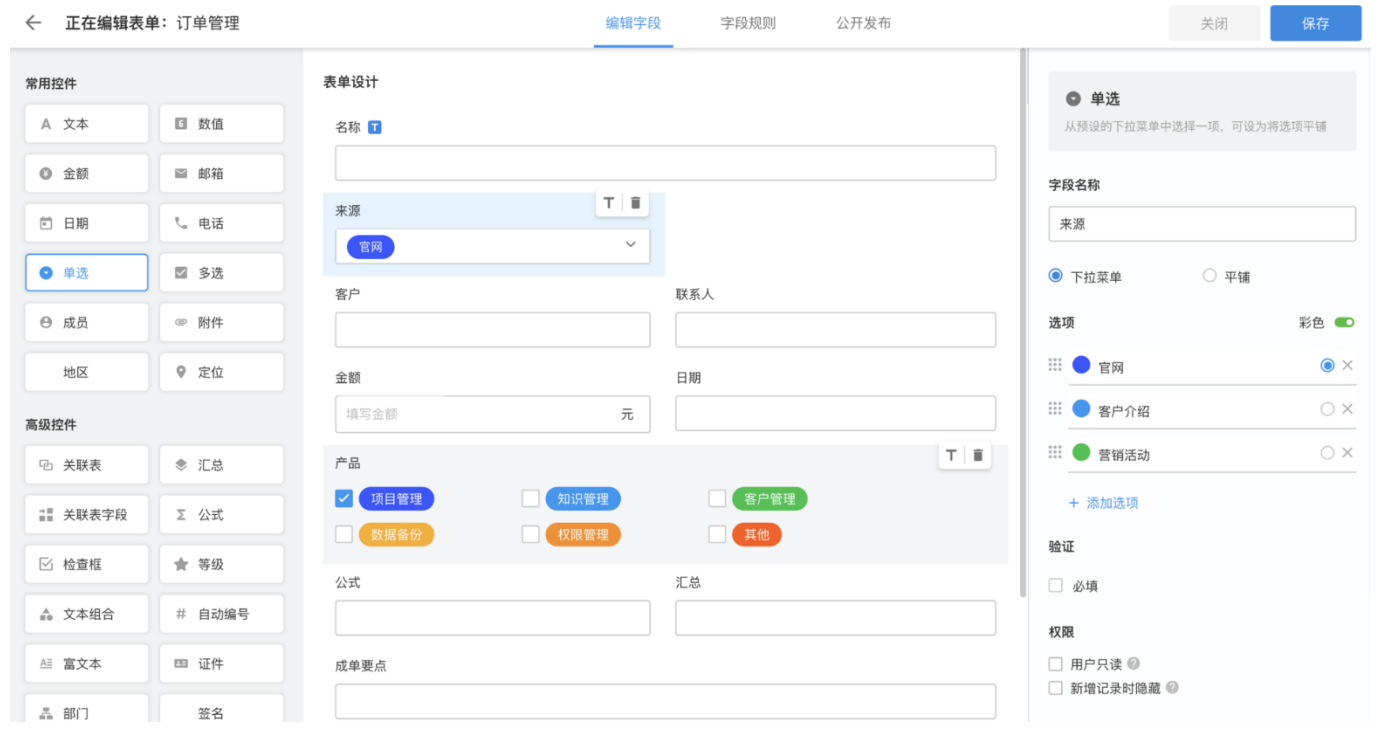 正在编辑表单：订单管理
编辑字段
字段规则
公开发布
关闭
保存
常用控件
A 文本
数值
金额
邮箱
日期
电话
单选
多选
成员
附件
地区
定位
高级控件
关联表
汇总
关联表字段
Σ 公式
检查框
等级
文本组合
# 自动编号
富文本
证件
部门
签名
表单设计
名称 T
来源
T
官网
客户
联系人
金额
日期
填写金额
元
产品
T
项目管理
知识管理
客户管理
数据备份
权限管理
其他
公式
汇总
成单要点
单选
从预设的下拉菜单中选择一项，可设为将选项平铺
字段名称
来源
下拉菜单
平铺
选项
彩色
官网
客户介绍
营销活动
+ 添加选项
验证
必填
权限
用户只读 ?
新增记录时隐藏 ?